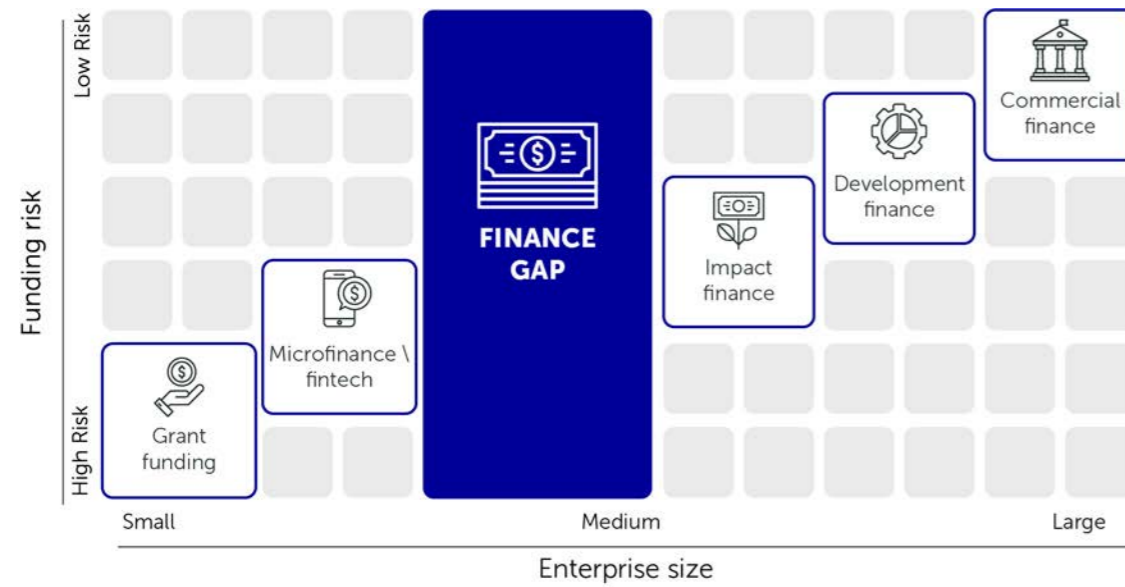 Low Risk
Commercial
finance
Development
finance
FINANCE
GAP
Impact
finance
Funding risk
Microfinance \
fintech
Grant
funding
High Risk
Small
Medium
Large
Enterprise size